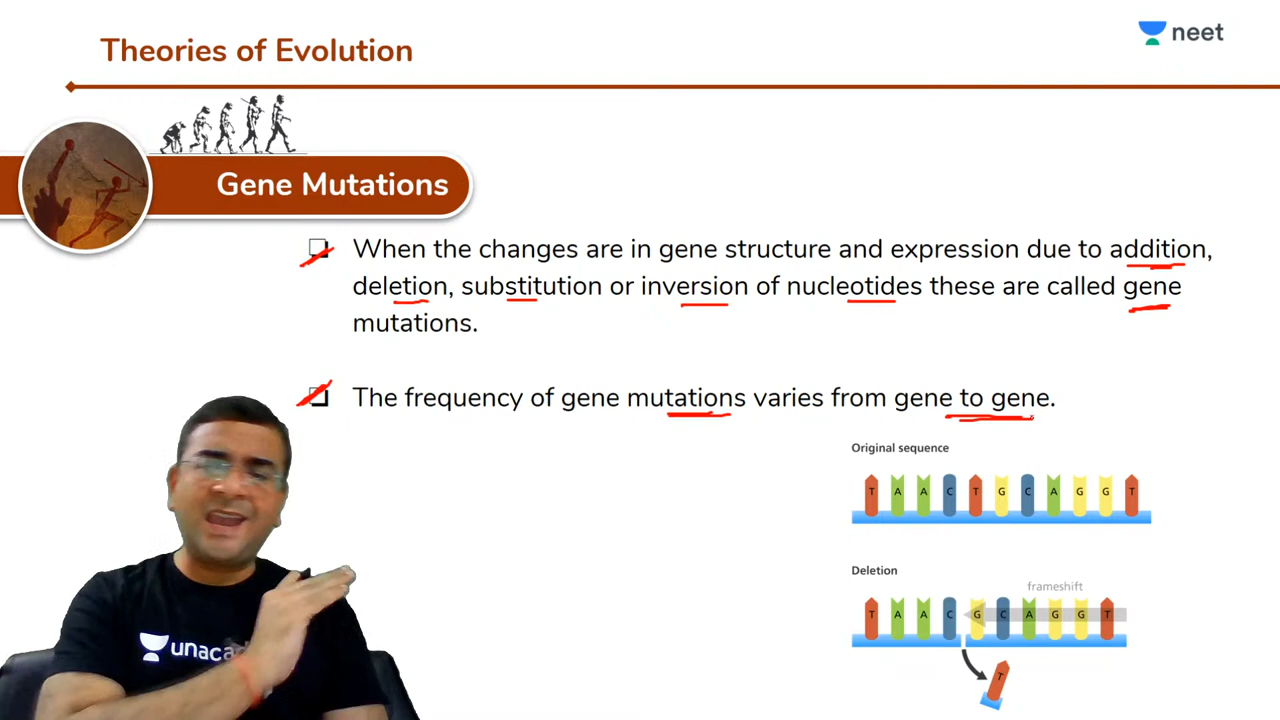 Theories of Evolution
neet
Gene Mutations
When the changes are in gene structure and expression due to addition,
deletion, substitution or inversion of nucleotides these are called gene
mutations.
The frequency of gene mutations varies from gene to gene.
Original sequence
T A A C T G C A G G T
Deletion
frameshift
T A A C G C A G G T
T
unacad